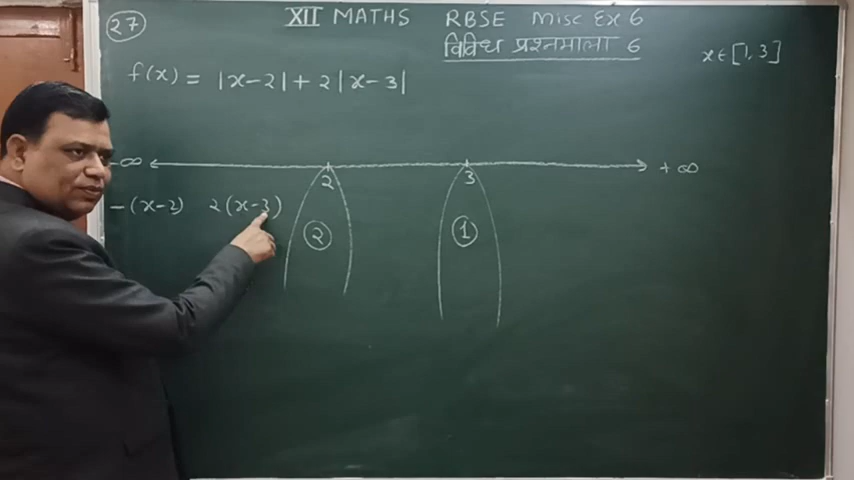 27
XII MATHS RBSE Misc Ex 6
विविध प्रश्नमाला 6
x ∈ [1, 3]
f(x) = |x-2| + 2|x-3|
-∞ +∞
2 3
-(x-2) 2(x-3)
2 1